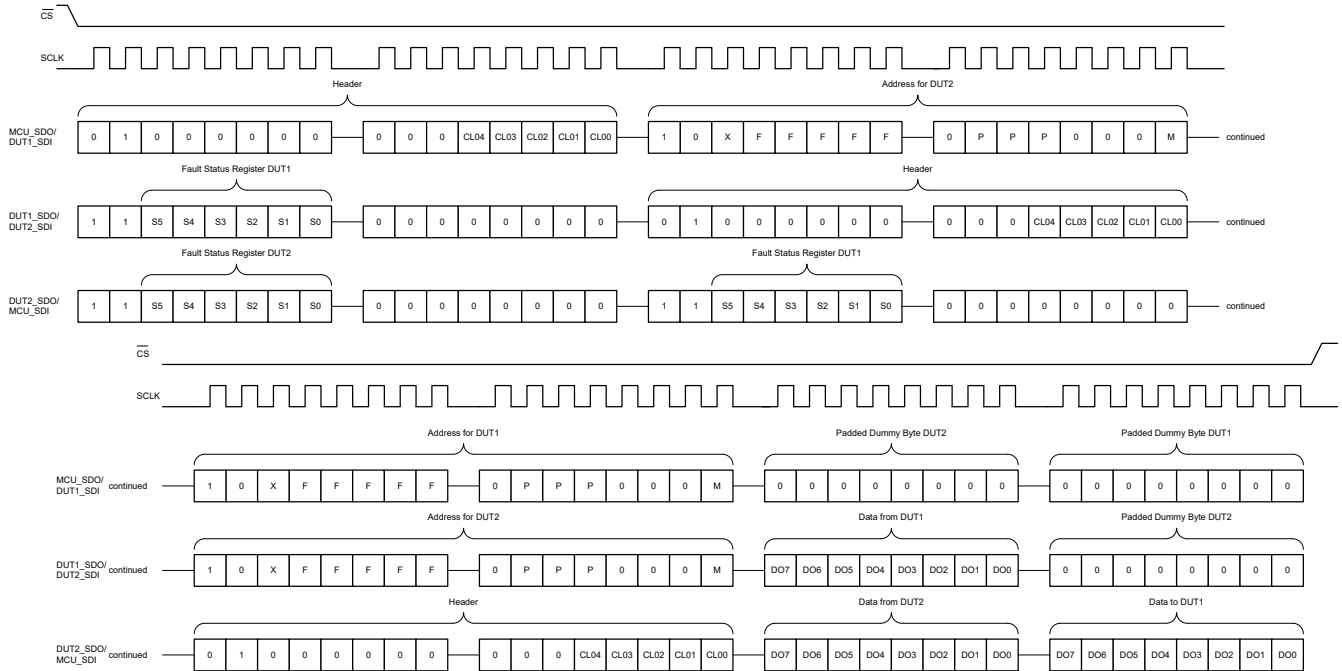 CS
SCLK
Header Address for DUT2
MCU_SDO/
DUT1_SDI
0 1 0 0 0 0 0 0 0 0 0 CL04 CL03 CL02 CL01 CL00 1 0 X F F F F F 0 P P P 0 0 0 M continued
Fault Status Register DUT1 Header
DUT1_SDO/
DUT2_SDI
1 1 S5 S4 S3 S2 S1 S0 0 0 0 0 0 0 0 0 0 1 0 0 0 0 0 0 0 0 0 CL04 CL03 CL02 CL01 CL00 continued
Fault Status Register DUT2 Fault Status Register DUT1
DUT2_SDO/
MCU_SDI
1 1 S5 S4 S3 S2 S1 S0 0 0 0 0 0 0 0 0 1 1 S5 S4 S3 S2 S1 S0 0 0 0 0 0 0 0 0 continued
CS
SCLK
Address for DUT1 Padded Dummy Byte DUT2 Padded Dummy Byte DUT1
MCU_SDO/
DUT1_SDI
continued 1 0 X F F F F F 0 P P P 0 0 0 M 0 0 0 0 0 0 0 0 0 0 0 0 0 0 0 0
Address for DUT2 Data from DUT1 Padded Dummy Byte DUT2
DUT1_SDO/
DUT2_SDI
continued 1 0 X F F F F F 0 P P P 0 0 0 M DO7 DO6 DO5 DO4 DO3 DO2 DO1 DO0 0 0 0 0 0 0 0 0
Header Data from DUT2 Data to DUT1
DUT2_SDO/
MCU_SDI
continued 0 1 0 0 0 0 0 0 0 0 0 CL04 CL03 CL02 CL01 CL00 DO7 DO6 DO5 DO4 DO3 DO2 DO1 DO0 DO7 DO6 DO5 DO4 DO3 DO2 DO1 DO0